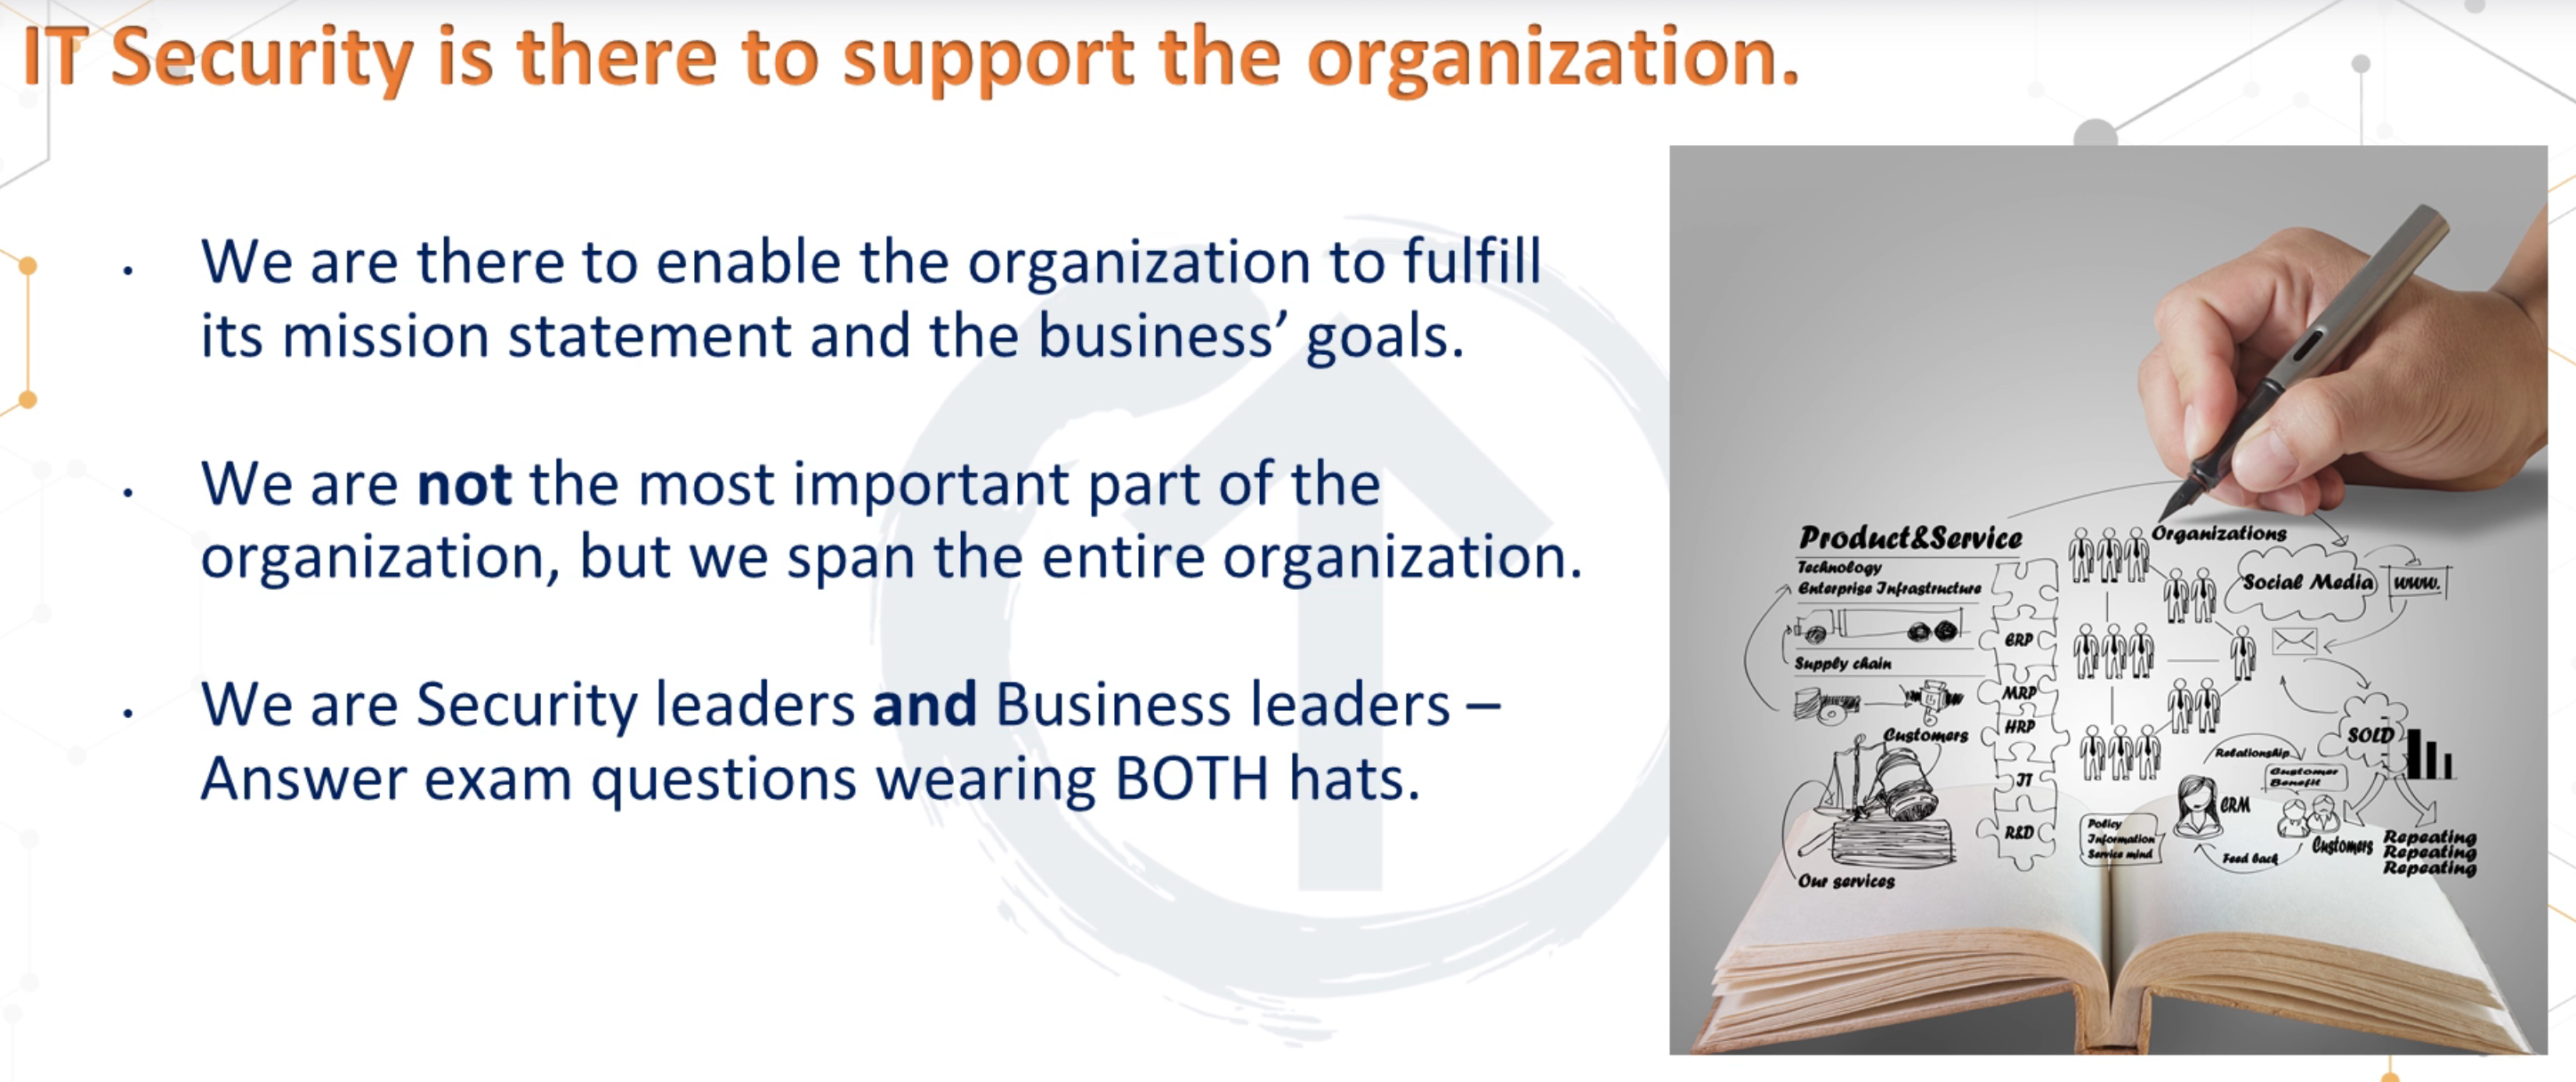 IT Security is there to support the organization.
• We are there to enable the organization to fulfill
its mission statement and the business’ goals.
• We are not the most important part of the
organization, but we span the entire organization.
• We are Security leaders and Business leaders –
Answer exam questions wearing BOTH hats.
Product&Service
Technology
Enterprise Infrastructure
Supply chain
Customers
Our services
ERP
MRP
HRP
IT
R&D
Organizations
Social Media
www.
SOLD
Relationship
Customer
Benefit
CRM
Policy
Information
Service mind
Feed back
Customers
Repeating
Repeating
Repeating